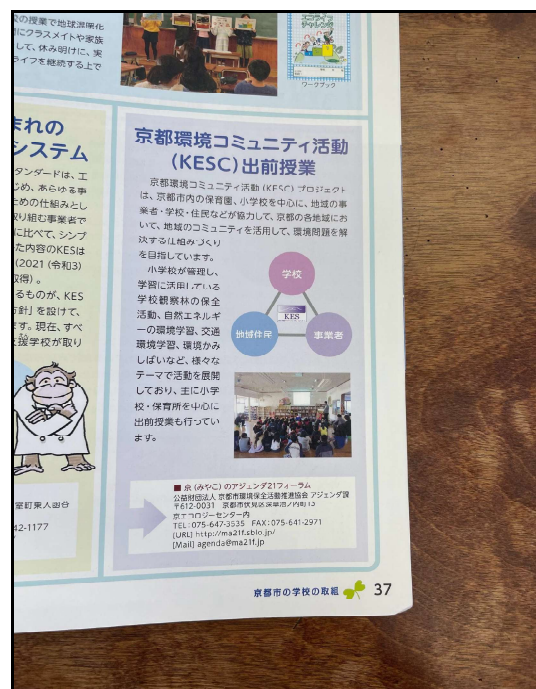 の授業で地球温暖化
にクラスメイトや家族
して、休み明けに、実
ライフを継続する上で
ワークブック
まれの
システム
タンダードは、エ
じめ、あらゆる事
ための仕組みとし
取り組む事業者で
に比べて、シンプ
た内容のKESは
(2021(令和3)
取得)。
るものが、KES
方針」を設けて、
ます。現在、すべ
支援学校が取り
42-1177
京都環境コミュニティ活動
(KESC)出前授業
京都環境コミュニティ活動(KESC)プロジェクト
は、京都市内の保育園、小学校を中心に、地域の事
業者・学校・住民などが協力して、京都の各地域にお
いて、地域のコミュニティを活用して、環境問題を解
決する仕組みづくり
を目指しています。
小学校が管理し、
学習に活用している
学校観察林の保全
活動、自然エネルギ
ーの環境学習、交通
環境学習、環境かみ
しばいなど、様々な
テーマで活動を展開
しており、主に小学
校・保育所を中心に
出前授業も行ってい
ます。
学校
KES
地域住民
事業者
■ 京(みやこ)のアジェンダ21フォーラム
公益財団法人 京都市環境保全活動推進協会 アジェンダ課
〒612-0031 京都市伏見区深草池ノ内町13
京エコロジーセンター内
TEL:075-647-3535 FAX:075-641-2971
[URL] http://ma21f.sblo.jp/
[Mail] agenda@ma21f.jp
京都市の学校の取組
37